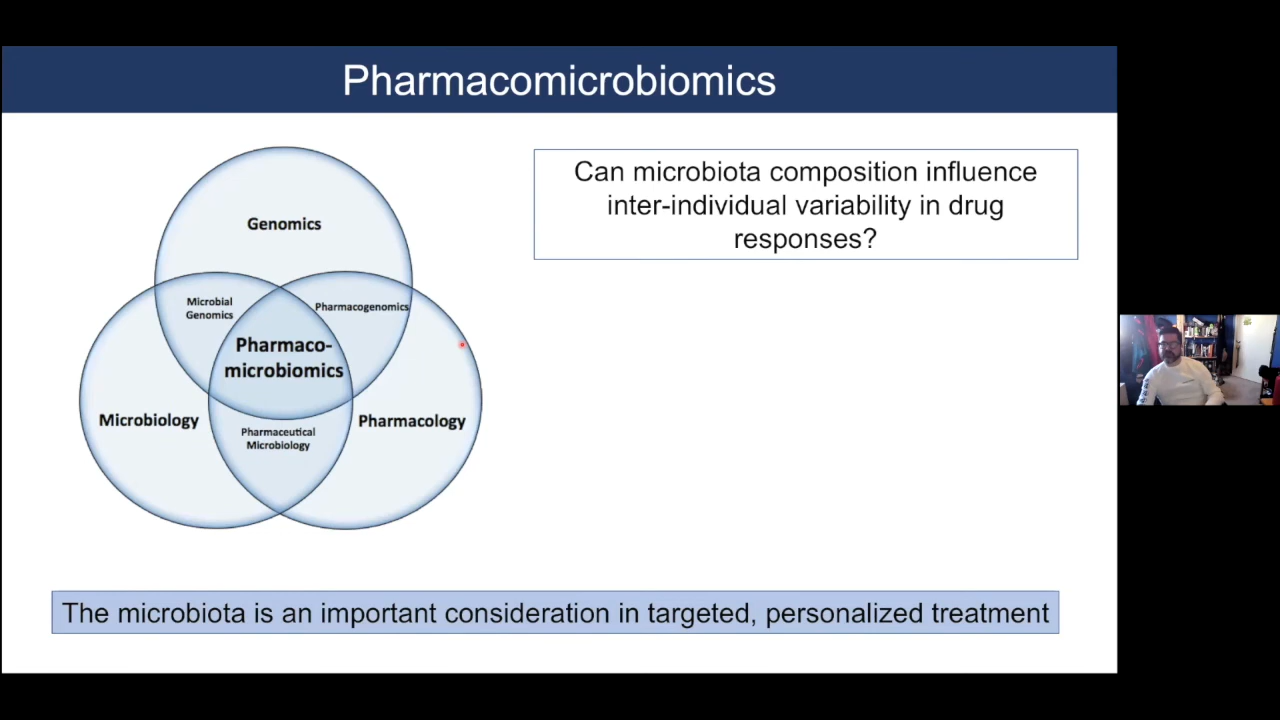 Pharmacomicrobiomics
Can microbiota composition influence
inter-individual variability in drug
responses?
Genomics
Microbial
Genomics
Pharmacogenomics
Pharmaco-
microbiomics
Microbiology
Pharmacology
Pharmaceutical
Microbiology
The microbiota is an important consideration in targeted, personalized treatment